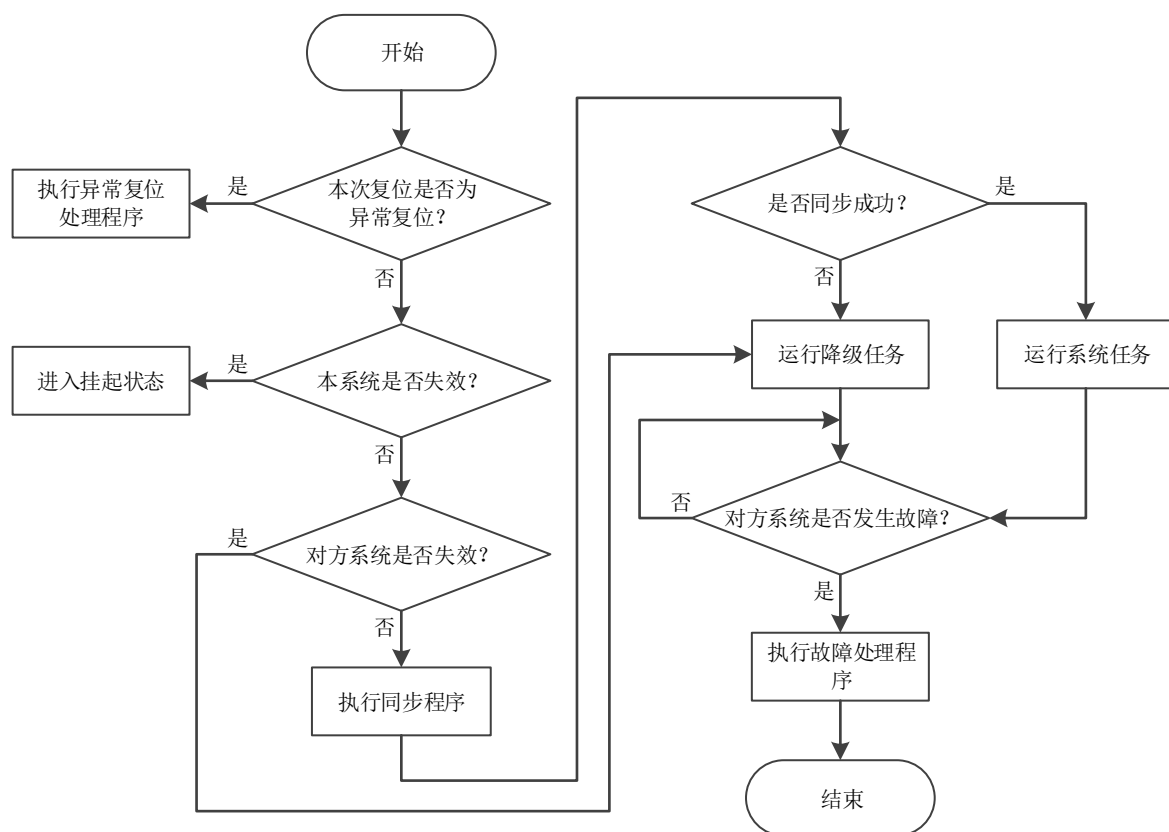 开始
是
执行异常复位
处理程序
本次复位是否为
异常复位？
否
是
进入挂起状态
本系统是否失效？
否
是
对方系统是否失效？
否
执行同步程序
是否同步成功？
是
否
运行降级任务
运行系统任务
否
对方系统是否发生故障？
是
执行故障处理程
序
结束